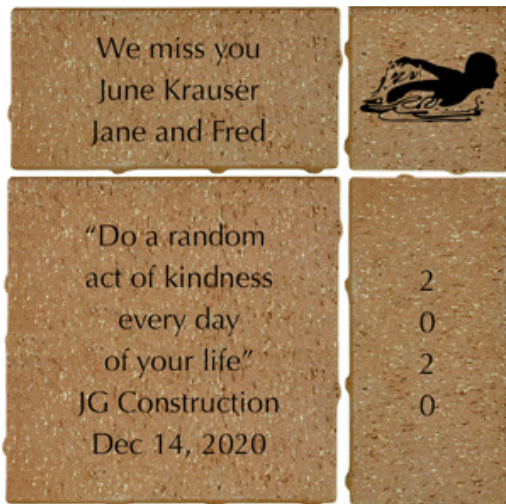 We miss you
June Krauser
Jane and Fred
“Do a random
act of kindness
every day
of your life”
JG Construction
Dec 14, 2020
2
0
2
0